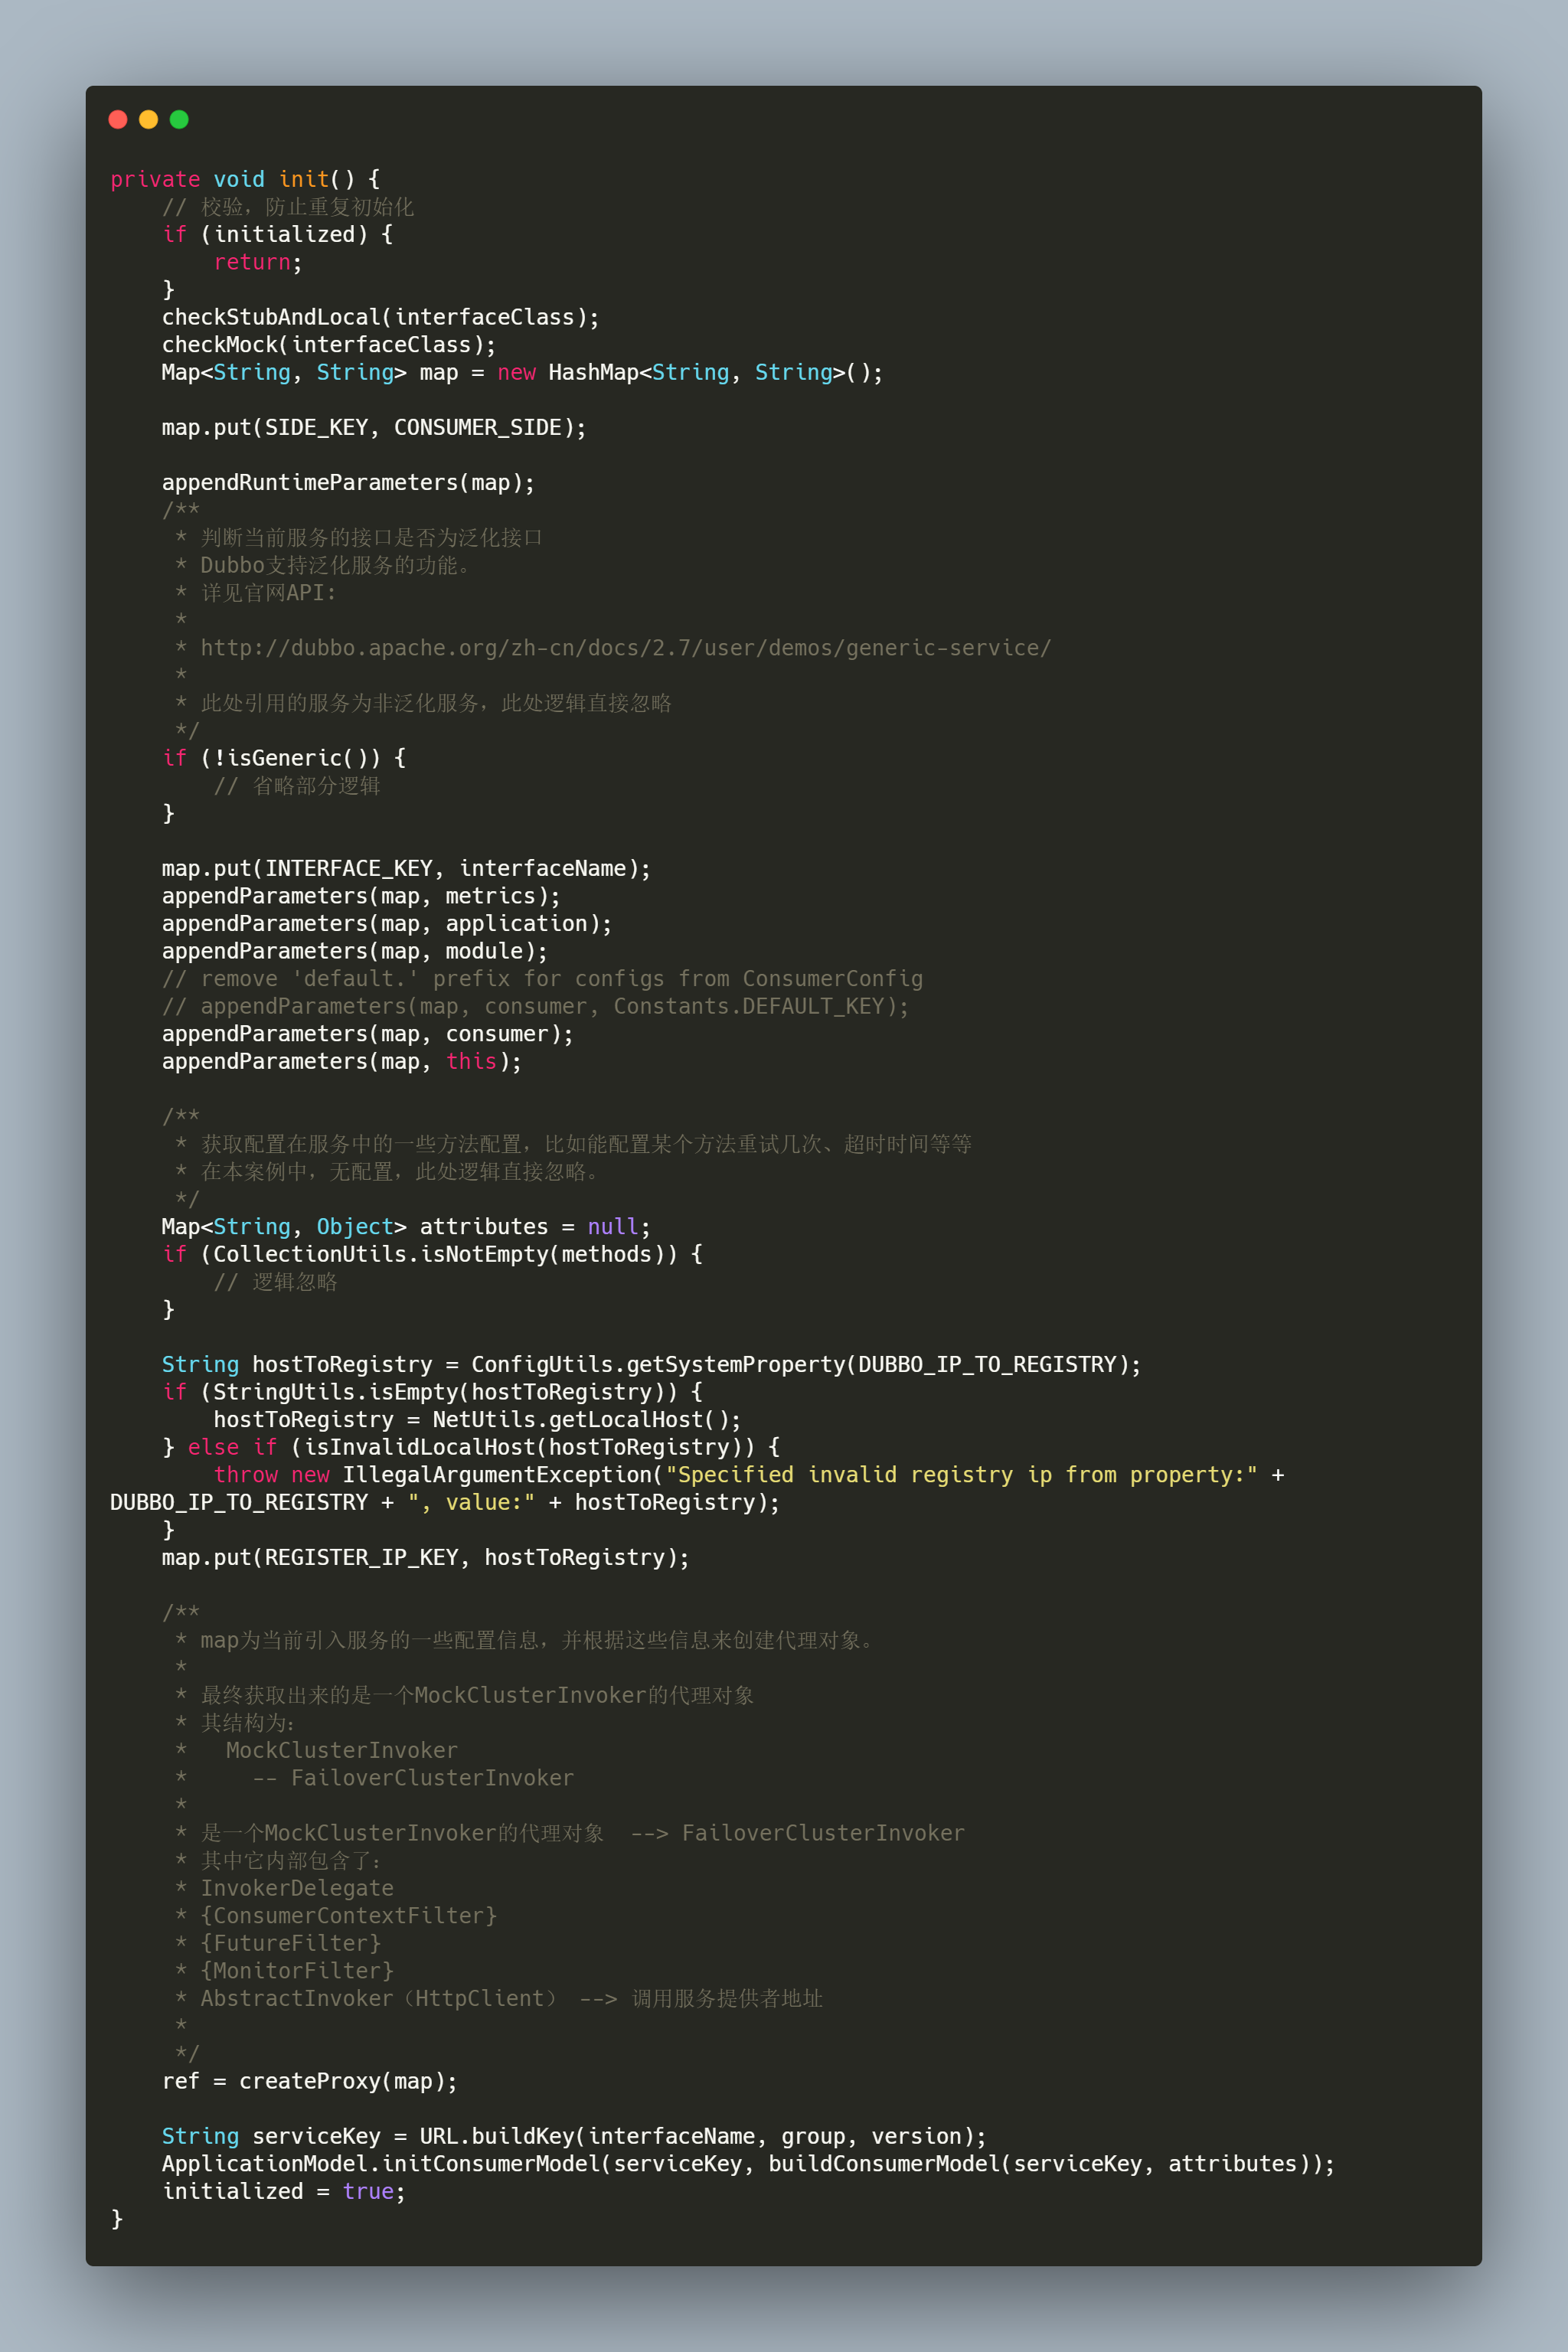 private void init() {
    // 校验，防止重复初始化
    if (initialized) {
        return;
    }
    checkStubAndLocal(interfaceClass);
    checkMock(interfaceClass);
    Map<String, String> map = new HashMap<String, String>();

    map.put(SIDE_KEY, CONSUMER_SIDE);

    appendRuntimeParameters(map);
    /**
     * 判断当前服务的接口是否为泛化接口
     * Dubbo支持泛化服务的功能。
     * 详见官网API:
     *
     * http://dubbo.apache.org/zh-cn/docs/2.7/user/demos/generic-service/
     *
     * 此处引用的服务为非泛化服务，此处逻辑直接忽略
     */
    if (!isGeneric()) {
        // 省略部分逻辑
    }

    map.put(INTERFACE_KEY, interfaceName);
    appendParameters(map, metrics);
    appendParameters(map, application);
    appendParameters(map, module);
    // remove 'default.' prefix for configs from ConsumerConfig
    // appendParameters(map, consumer, Constants.DEFAULT_KEY);
    appendParameters(map, consumer);
    appendParameters(map, this);

    /**
     * 获取配置在服务中的一些方法配置，比如能配置某个方法重试几次、超时时间等等
     * 在本案例中，无配置，此处逻辑直接忽略。
     */
    Map<String, Object> attributes = null;
    if (CollectionUtils.isNotEmpty(methods)) {
        // 逻辑忽略
    }

    String hostToRegistry = ConfigUtils.getSystemProperty(DUBBO_IP_TO_REGISTRY);
    if (StringUtils.isEmpty(hostToRegistry)) {
        hostToRegistry = NetUtils.getLocalHost();
    } else if (isInvalidLocalHost(hostToRegistry)) {
        throw new IllegalArgumentException("Specified invalid registry ip from property:" +
DUBBO_IP_TO_REGISTRY + ", value:" + hostToRegistry);
    }
    map.put(REGISTER_IP_KEY, hostToRegistry);

    /**
     * map为当前引入服务的一些配置信息，并根据这些信息来创建代理对象。
     *
     * 最终获取出来的是一个MockClusterInvoker的代理对象
     * 其结构为：
     *   MockClusterInvoker
     *     -- FailoverClusterInvoker
     *
     * 是一个MockClusterInvoker的代理对象  --> FailoverClusterInvoker
     * 其中它内部包含了：
     * InvokerDelegate
     * {ConsumerContextFilter}
     * {FutureFilter}
     * {MonitorFilter}
     * AbstractInvoker（HttpClient） --> 调用服务提供者地址
     *
     */
    ref = createProxy(map);

    String serviceKey = URL.buildKey(interfaceName, group, version);
    ApplicationModel.initConsumerModel(serviceKey, buildConsumerModel(serviceKey, attributes));
    initialized = true;
}